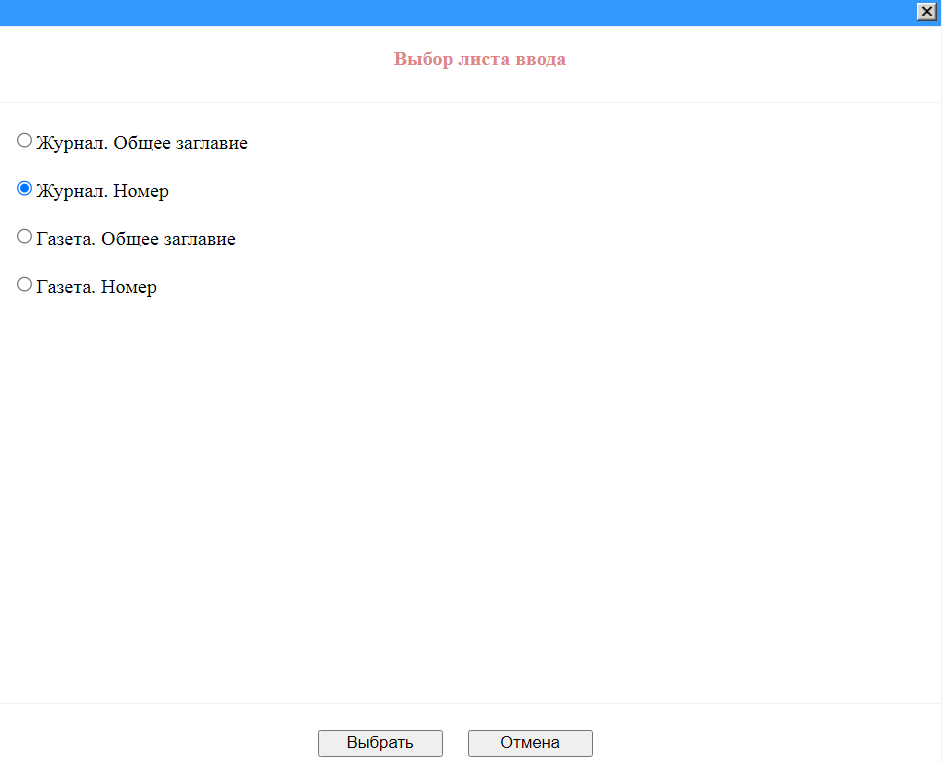 Выбор листа ввода
Журнал. Общее заглавие
Журнал. Номер
Газета. Общее заглавие
Газета. Номер
Выбрать
Отмена